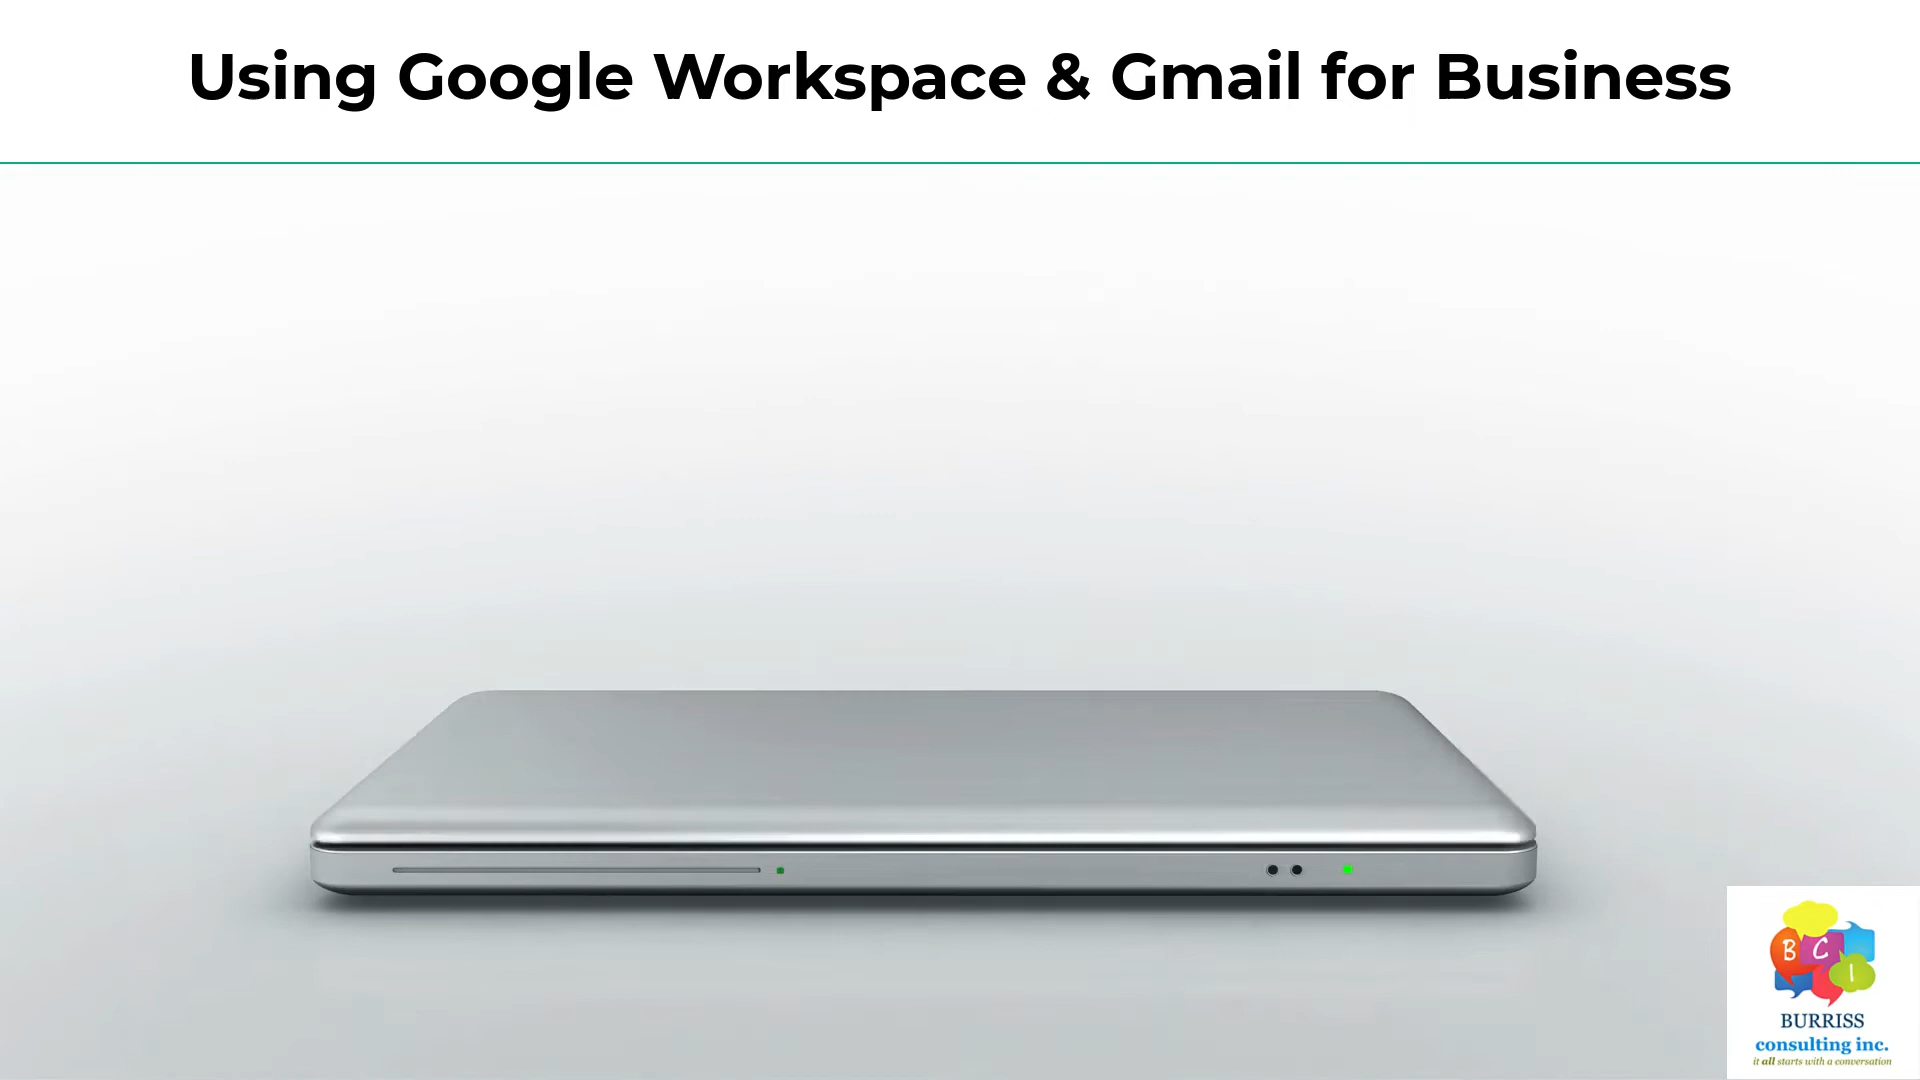 Using Google Workspace & Gmail for Business
B C I
BURRISS
consulting inc.
it all starts with a conversation